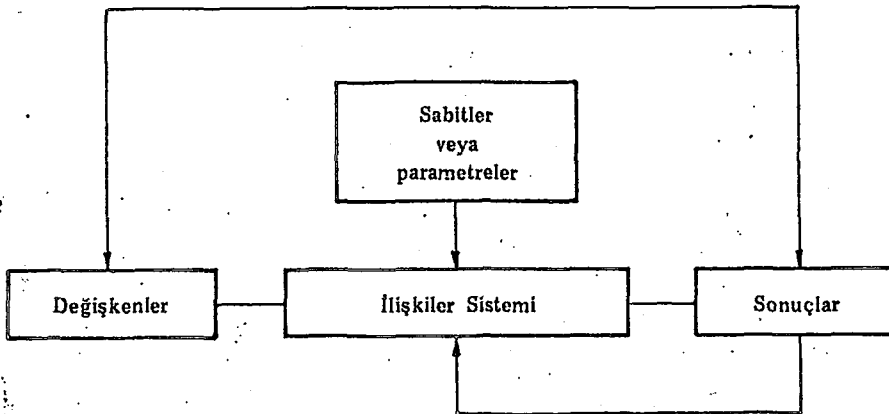 Sabitler
veya
parametreler
Değişkenler
İlişkiler Sistemi
Sonuçlar